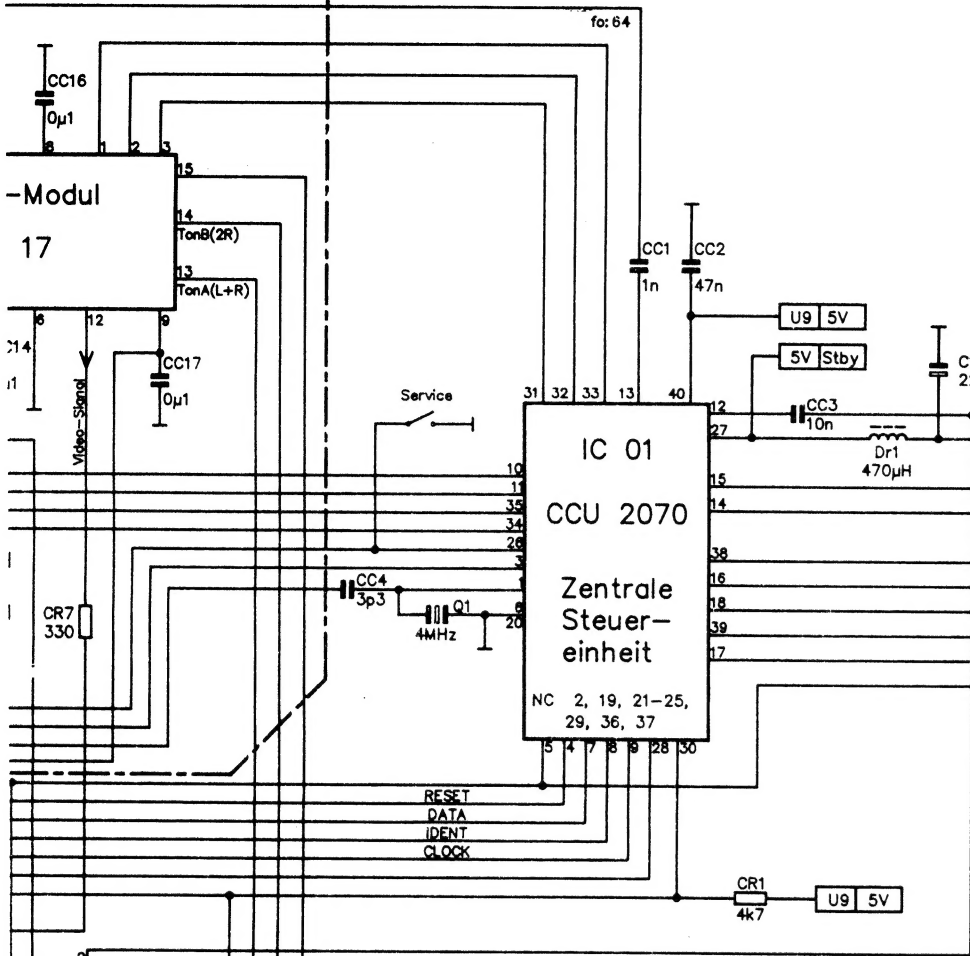 fo:64
CC16
0µ1
8 1 2 3
15
-Modul
14
TonB(2R)
17
13
TonA(L+R)
6 12 9
C14
µ1
CC17
0µ1
Video-Signal
CC1
1n
CC2
47n
U9 5V
5V Stby
Service
31 32 33 13 40
12
CC3
10n
27
Dr1
470µH
IC 01
CCU 2070
Zentrale
Steuer-
einheit
NC 2, 19, 21-25,
29, 36, 37
10
11
35
34
26
3
1
6
20
15
14
38
16
18
39
17
CC4
3p3
Q1
4MHz
CR7
330
5 4 7 8 9 28 30
RESET
DATA
IDENT
CLOCK
CR1
4k7
U9 5V